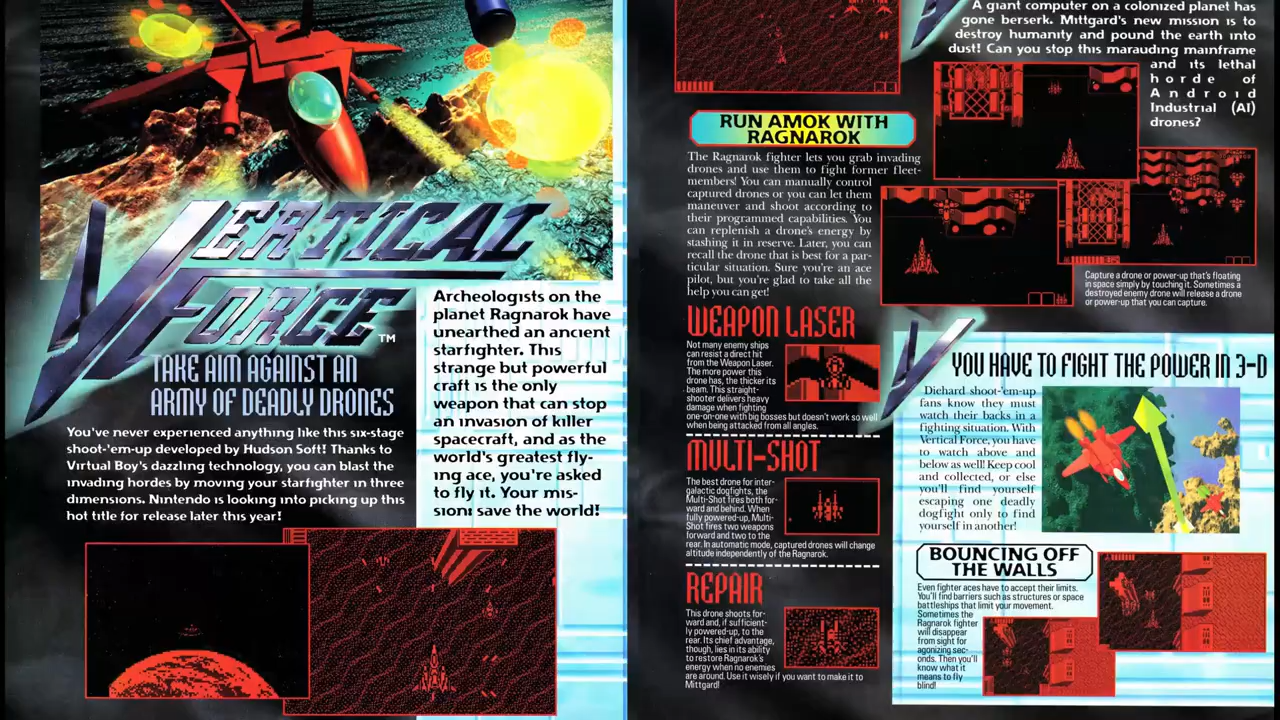 VERTICAL
FORCE™
TAKE AIM AGAINST AN
ARMY OF DEADLY DRONES
You've never experienced anything like this six-stage
shoot'em-up developed by Hudson Soft! Thanks to
Virtual Boy's dazzling technology, you can blast the
invading hordes by moving your starfighter in three
dimensions. Nintendo is looking into picking up this
hot title for release later this year!
Archeologists on the
planet Ragnarok have
unearthed an ancient
starfighter. This
strange but powerful
craft is the only
weapon that can stop
an invasion of killer
spacecraft, and as the
world's greatest fly-
ing ace, you're asked
to fly it. Your mis-
sion: save the world!
RUN AMOK WITH
RAGNAROK
The Ragnarok fighter lets you grab invading
drones and use them to fight former fleet-
members! You can manually control
captured drones or you can let them
maneuver and shoot according to
their programmed capabilities. You
can replenish a drone's energy by
stashing it in reserve. Later, you can
recall the drone that is best for a par-
ticular situation. Sure you're an ace
pilot, but you're glad to take all the
help you can get!
WEAPON LASER
Not many enemy ships
can resist a direct hit
from the Weapon Laser.
The more power this
drone has, the thicker its
beam. This straight-
shooter delivers heavy
damage when fighting
one-on-one with big bosses but doesn't work so well
when being attacked from all angles.
MULTI-SHOT
The best drone for inter-
galactic dogfights, the
Multi-Shot fires both for-
ward and behind. When
fully powered-up, Multi-
Shot fires two weapons
forward and two to the
rear. In automatic mode, captured drones will change
altitude independently of the Ragnarok.
REPAIR
This drone shoots for-
ward and, if sufficient-
ly powered-up, to the
rear. Its chief advantage,
though, lies in its ability
to restore Ragnarok's
energy when no enemies
are around. Use it wisely if you want to make it to
Mittgard!
A giant computer on a colonized planet has
gone berserk. Mittgard's new mission is to
destroy humanity and pound the earth into
dust! Can you stop this marauding mainframe
and its lethal
horde of
Android
Industrial (AI)
drones?
Capture a drone or power-up that's floating
in space simply by touching it. Sometimes a
destroyed enemy drone will release a drone
or power-up that you can capture.
YOU HAVE TO FIGHT THE POWER IN 3-D
Diehard shoot-'em-up
fans know they must
watch their backs in a
fighting situation. With
Vertical Force, you have
to watch above and
below as well! Keep cool
and collected, or else
you'll find yourself
escaping one deadly
dogfight only to find
yourself in another!
BOUNCING OFF
THE WALLS
Even fighter aces have to accept their limits.
You'll find barriers such as structures or space
battleships that limit your movement.
Sometimes the
Ragnarok fighter
will disappear
from sight for
agonizing sec-
onds. Then you'll
know what it
means to fly
blind!